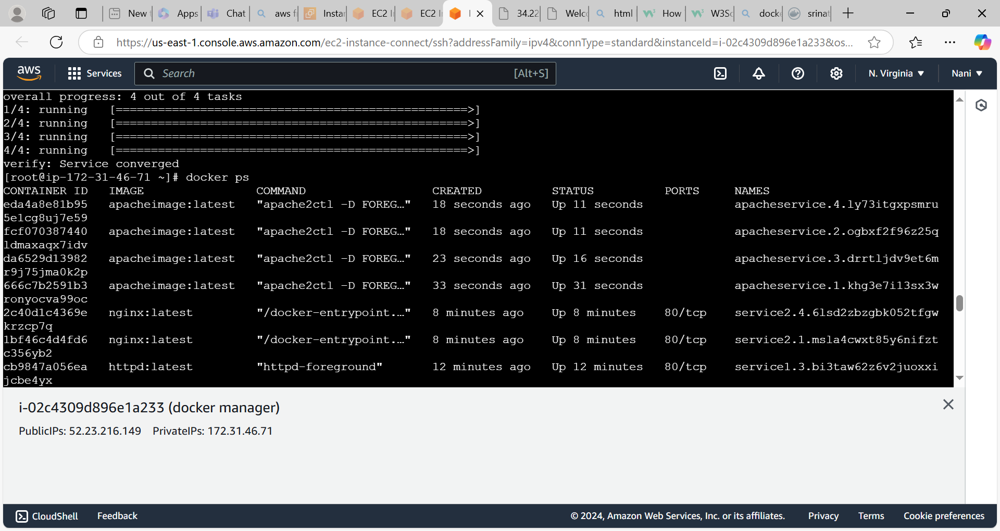 New t
Apps
Chat
aws fr
Instan
EC2 In
EC2 In
34.22
Welco
html
How
W3Sc
docke
srinat
https://us-east-1.console.aws.amazon.com/ec2-instance-connect/ssh?addressFamily=ipv4&connType=standard&instanceId=i-02c4309d896e1a233&os...
aws Services Search [Alt+S] N. Virginia ▼ Nani ▼
overall progress: 4 out of 4 tasks
1/4: running   [==================================================>]
2/4: running   [==================================================>]
3/4: running   [==================================================>]
4/4: running   [==================================================>]
verify: Service converged
[root@ip-172-31-46-71 ~]# docker ps
CONTAINER ID   IMAGE                COMMAND                  CREATED          STATUS          PORTS     NAMES
eda4a8e81b95   apacheimage:latest   "apache2ctl -D FOREG…"   18 seconds ago   Up 11 seconds             apacheservice.4.ly73itgxpsmru
5e1cg8uj7e59
fcf070387440   apacheimage:latest   "apache2ctl -D FOREG…"   18 seconds ago   Up 11 seconds             apacheservice.2.ogbxf2f96z25q
ldmaxaqx7idv
da6529d13982   apacheimage:latest   "apache2ctl -D FOREG…"   23 seconds ago   Up 16 seconds             apacheservice.3.drrtljdv9et6m
r9j75jma0k2p
666c7b2591b3   apacheimage:latest   "apache2ctl -D FOREG…"   33 seconds ago   Up 31 seconds             apacheservice.1.khg3e7i13sx3w
ronyocva99oc
2c40d1c4369e   nginx:latest         "/docker-entrypoint.…"   8 minutes ago    Up 8 minutes    80/tcp    service2.4.6lsd2zbzgbk052tfgw
krzcp7q
1bf46c4d4fd6   nginx:latest         "/docker-entrypoint.…"   8 minutes ago    Up 8 minutes    80/tcp    service2.1.msla4cwxt85y6nifzt
c356yb2
cb9847a056ea   httpd:latest         "httpd-foreground"       12 minutes ago   Up 12 minutes   80/tcp    service1.3.bi3taw62z6v2juoxxi
jcbe4yx
i-02c4309d896e1a233 (docker manager)
PublicIPs: 52.23.216.149 PrivateIPs: 172.31.46.71
CloudShell Feedback © 2024, Amazon Web Services, Inc. or its affiliates. Privacy Terms Cookie preferences